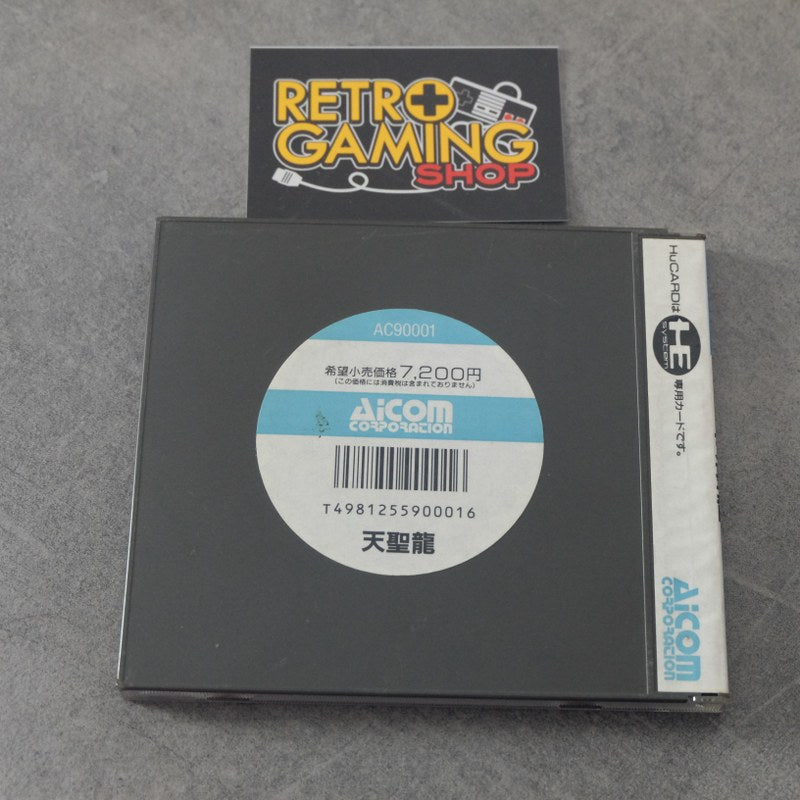 RETRO
GAMING
SHOP
AC90001
希望小売価格7,200円
(この価格には消費税は含まれておりません)
AiCOM
CORPORATION
T4981255900016
天聖龍
HuCARDは
HE
system
専用カードです。
AiCOM
CORPORATION